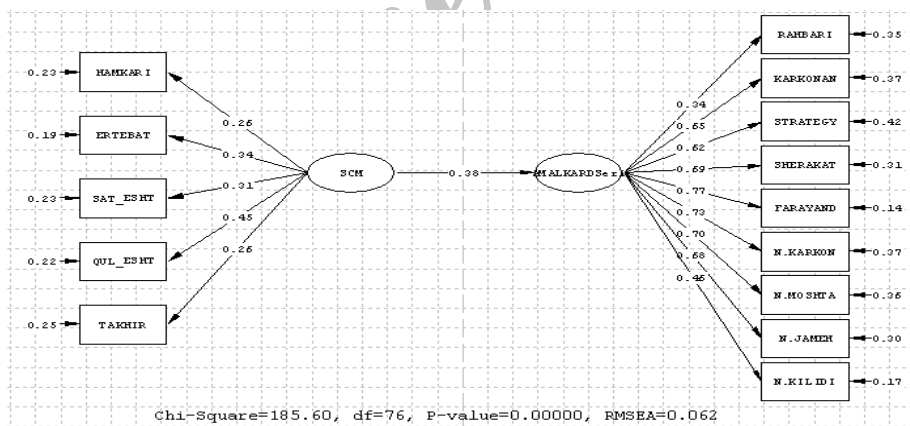 HAMKARI
ERTEBAT
SAT_ESHT
QUL_ESHT
TAKHIR
0.23
0.19
0.23
0.22
0.25
0.26
0.34
0.31
0.45
0.26
SCM
0.38
0.34
0.65
0.62
0.69
0.77
0.73
0.70
0.68
0.45
RAHBARI
KARKONAN
STRATEGY
SHERAKAT
FARAYAND
N.KARKON
N.MOSHTA
N.JAMEH
N.KILIDI
0.35
0.37
0.42
0.31
0.14
0.37
0.36
0.30
0.17
Chi-Square=185.60, df=76, P-value=0.00000, RMSEA=0.062